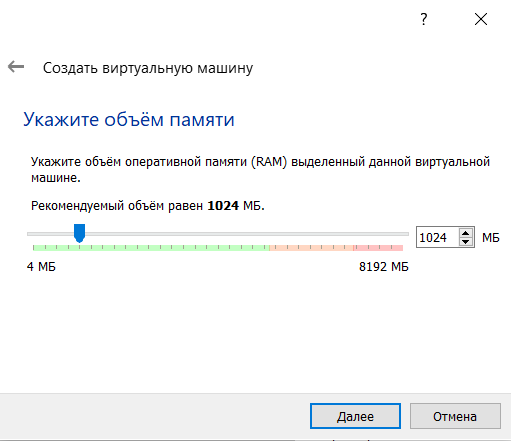 ?
Создать виртуальную машину
Укажите объём памяти
Укажите объём оперативной памяти (RAM) выделенный данной виртуальной
машине.
Рекомендуемый объём равен 1024 МБ.
1024 МБ
4 МБ 8192 МБ
Далее Отмена